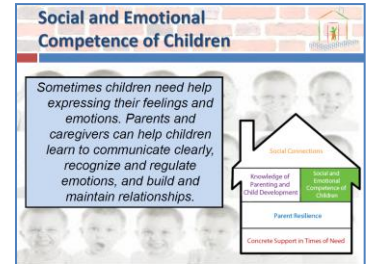 Social and Emotional
Competence of Children
Sometimes children need help
expressing their feelings and
emotions. Parents and
caregivers can help children
learn to communicate clearly,
recognize and regulate
emotions, and build and
maintain relationships.
Social Connections
Knowledge of
Parenting and
Child Development
Social and
Emotional
Competence of
Children
Parent Resilience
Concrete Support in Times of Need